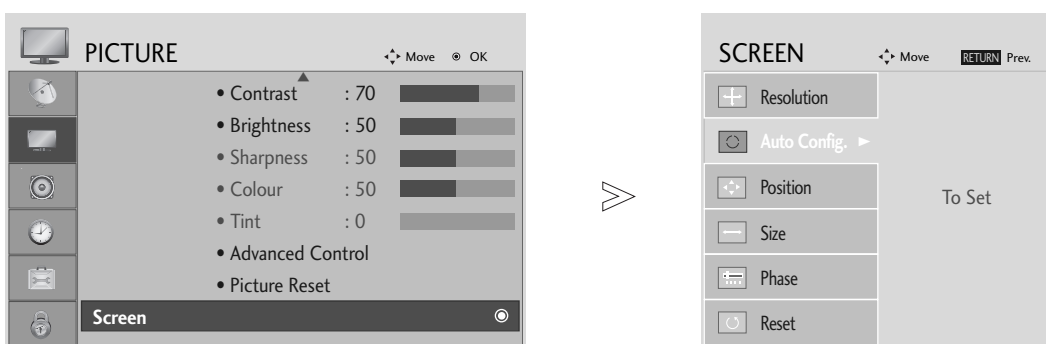 PICTURE
Move OK
• Contrast : 70
• Brightness : 50
• Sharpness : 50
• Colour : 50
• Tint : 0
• Advanced Control
• Picture Reset
Screen
SCREEN
Move RETURN Prev.
Resolution
Auto Config. ►
Position
Size
Phase
Reset
To Set